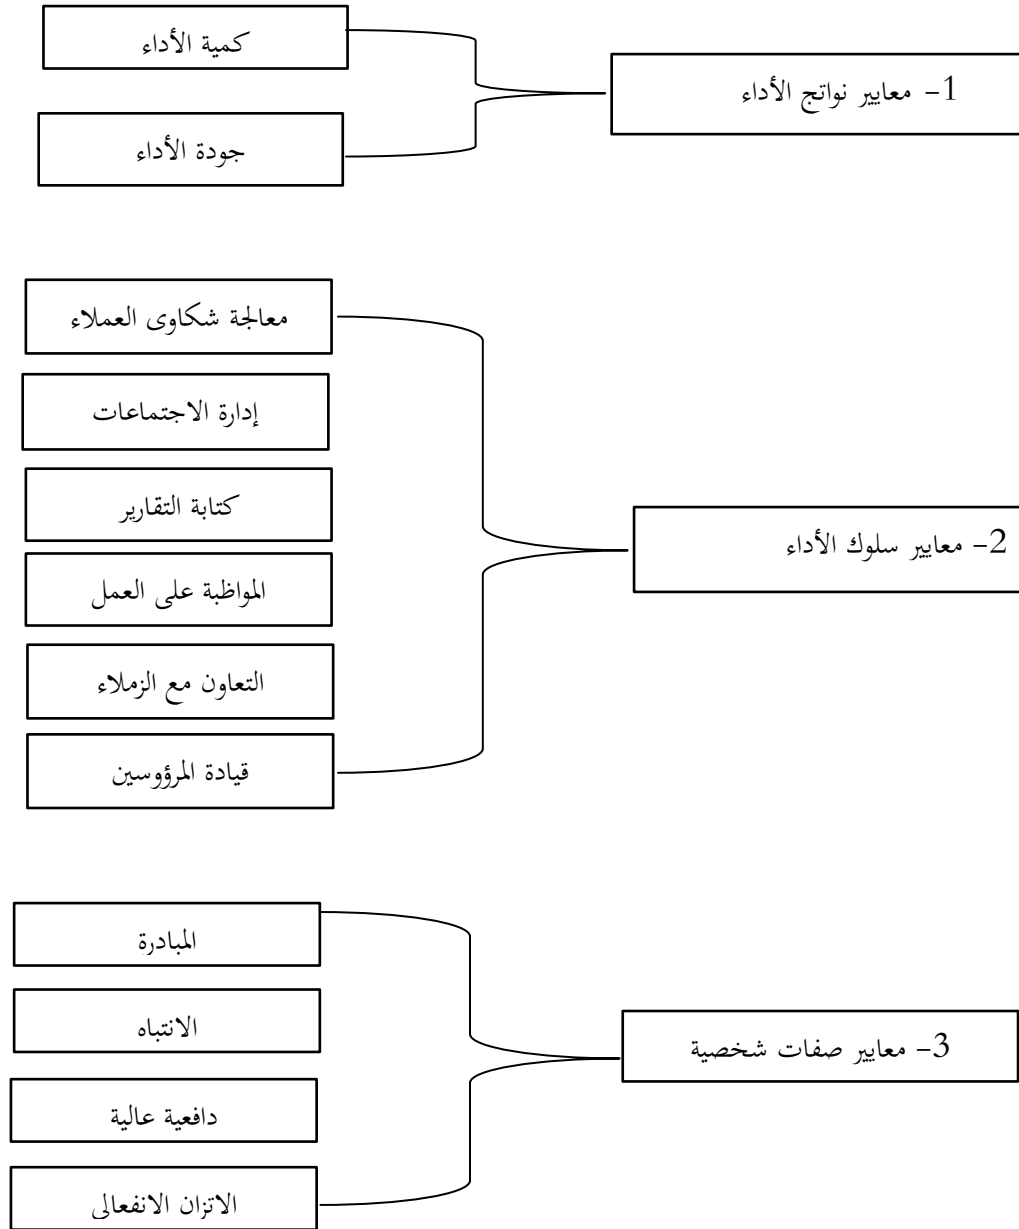 1- معايير نواتج الأداء
كمية الأداء
جودة الأداء
2- معايير سلوك الأداء
معالجة شكاوى العملاء
إدارة الاجتماعات
كتابة التقارير
المواظبة على العمل
التعاون مع الزملاء
قيادة المرؤوسين
3- معايير صفات شخصية
المبادرة
الانتباه
دافعية عالية
الاتزان الانفعالي